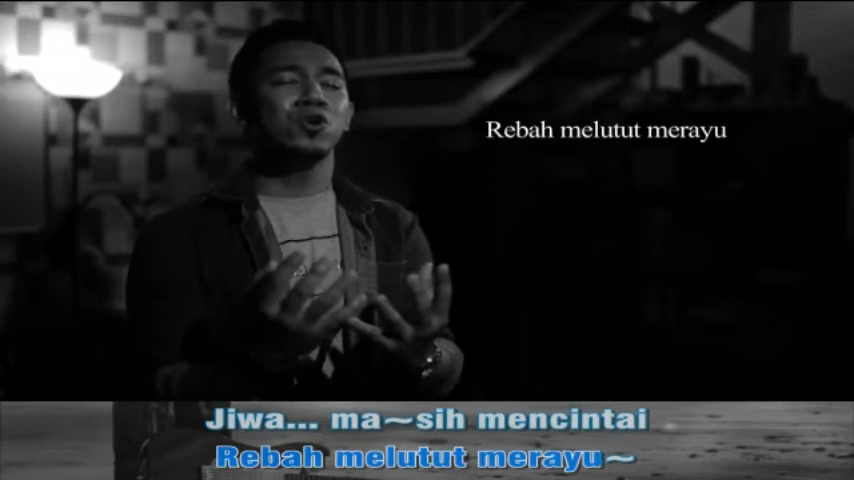 Rebah melutut merayu
Jiwa... ma~sih mencintai
Rebah melutut merayu~